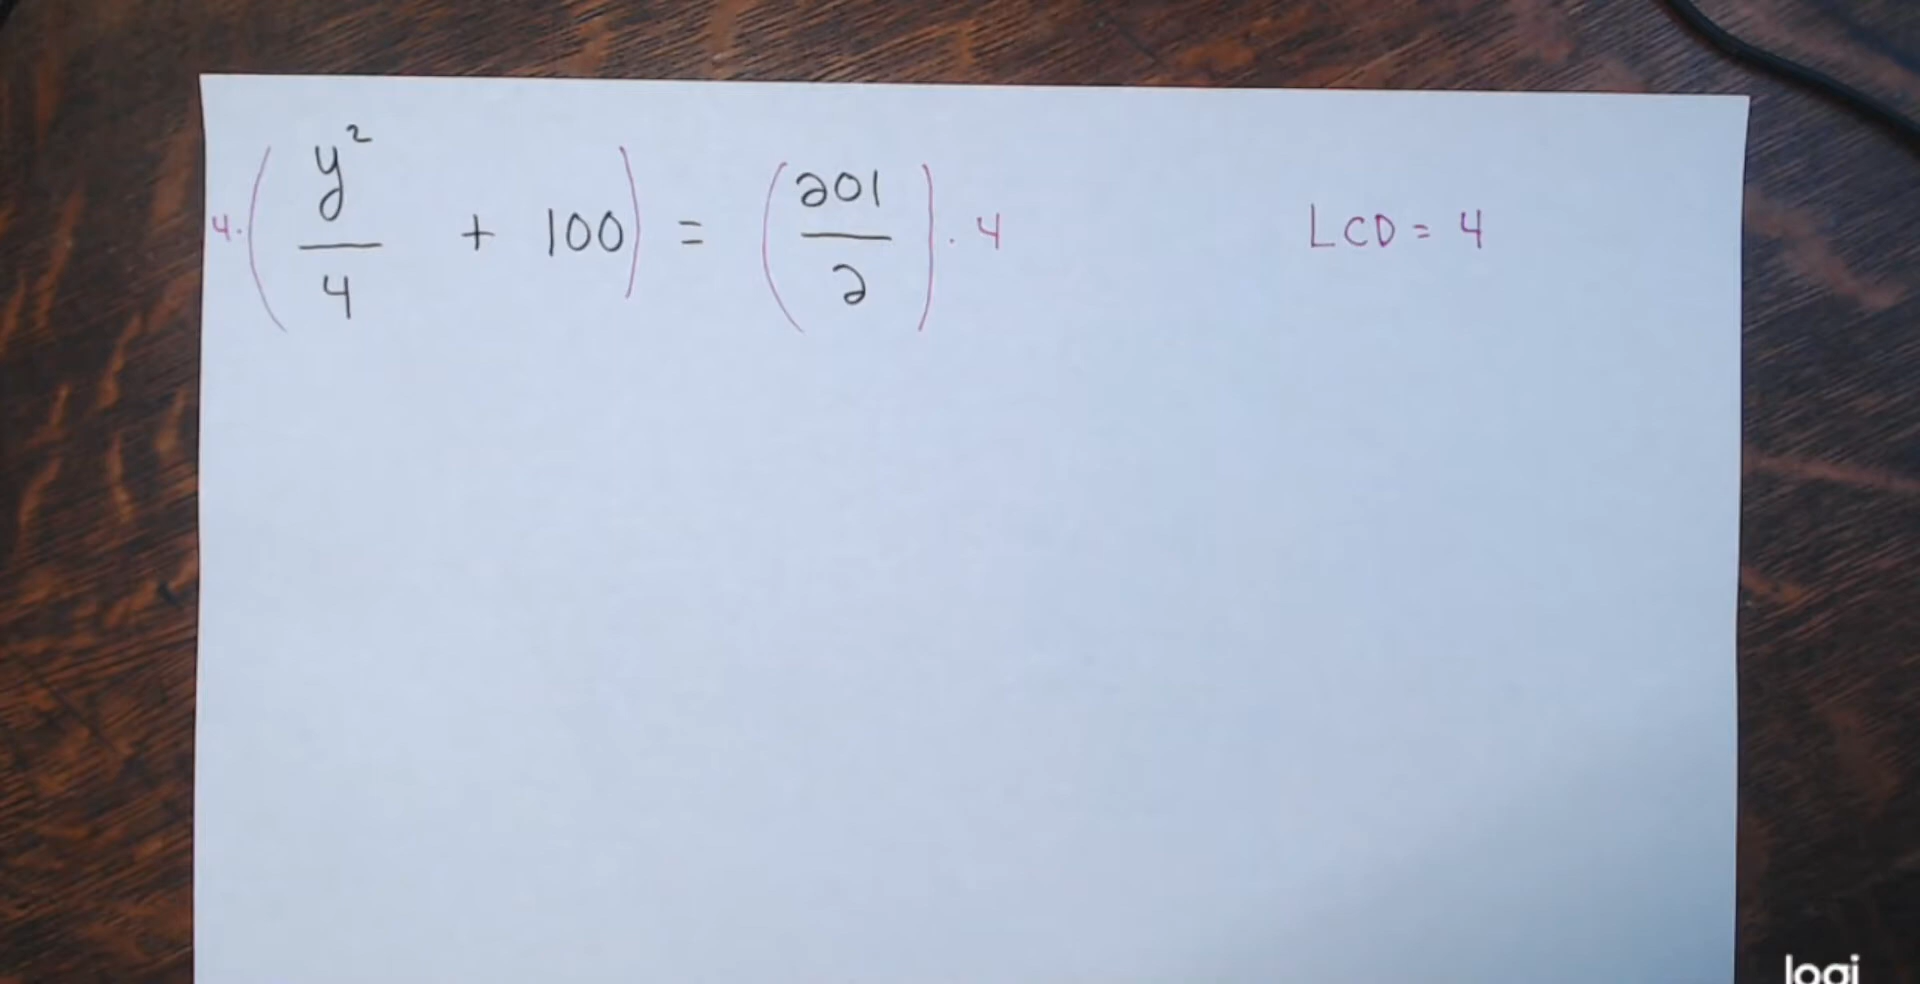 4·(y²/4 + 100) = (201/2)·4
LCD = 4
logi